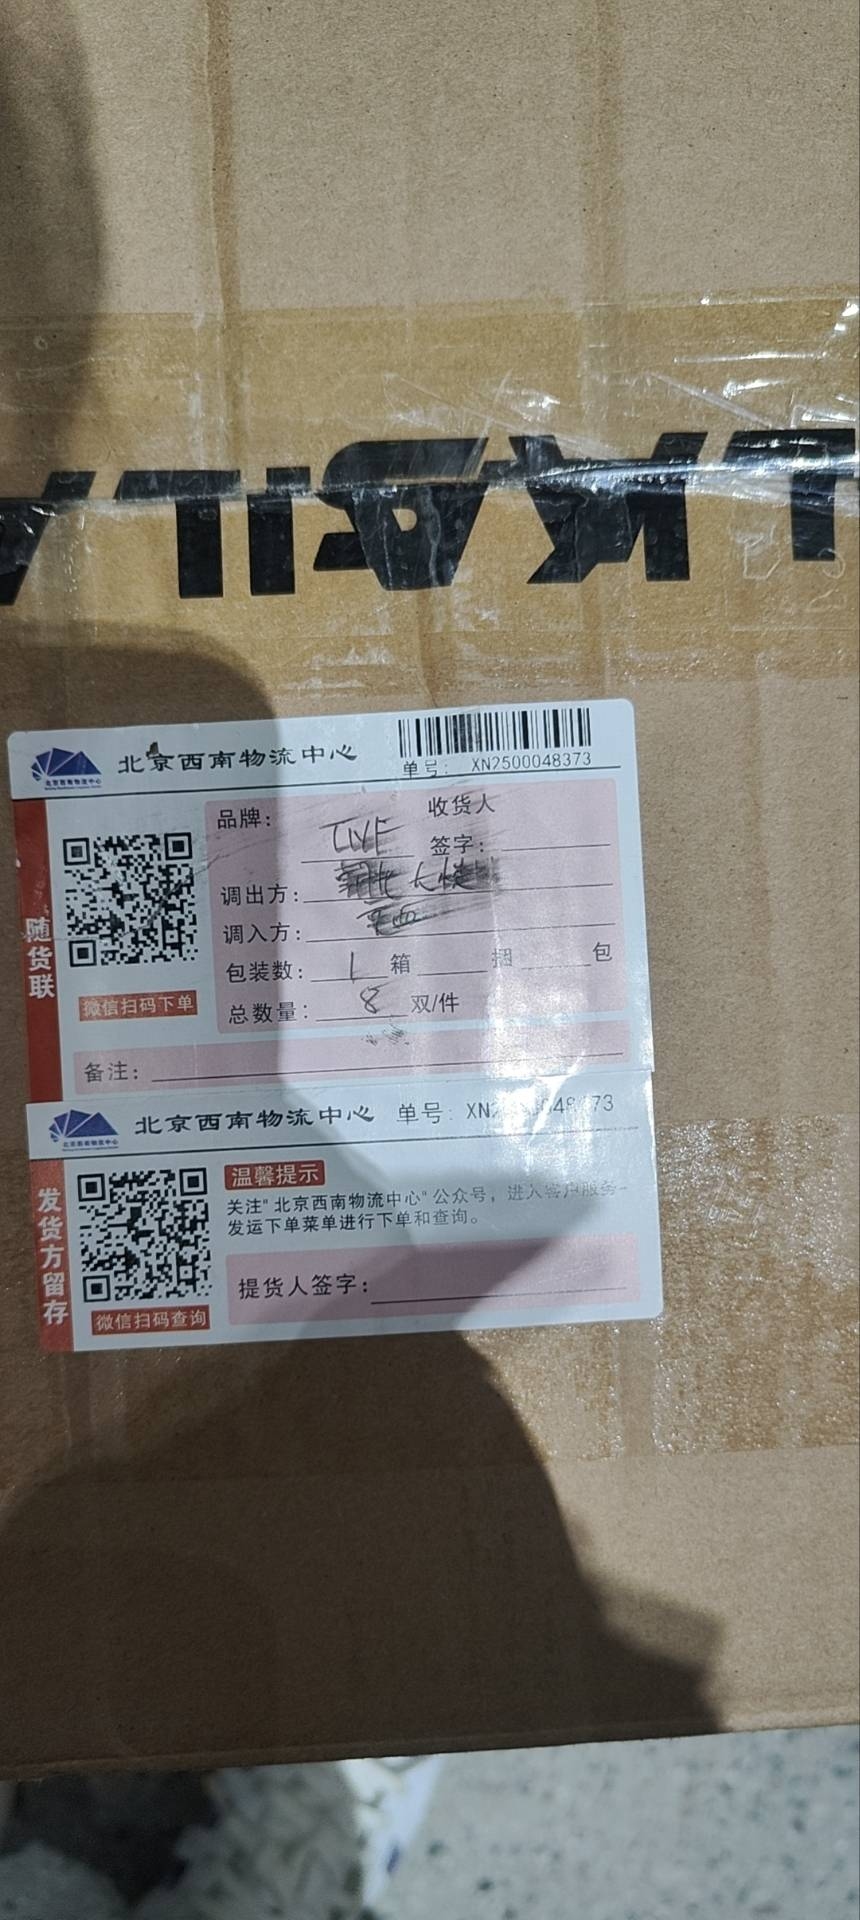 北京西南物流中心
单号: XN2500048373
随货联
微信扫码下单
品牌: LIVE
收货人
签字:
调出方:
调入方:
包装数: 1 箱 捆 包
总数量: 8 双/件
备注:
北京西南物流中心 单号:
发货方留存
微信扫码查询
温馨提示
关注"北京西南物流中心"公众号，进入客户服务-
发运下单菜单进行下单和查询。
提货人签字: